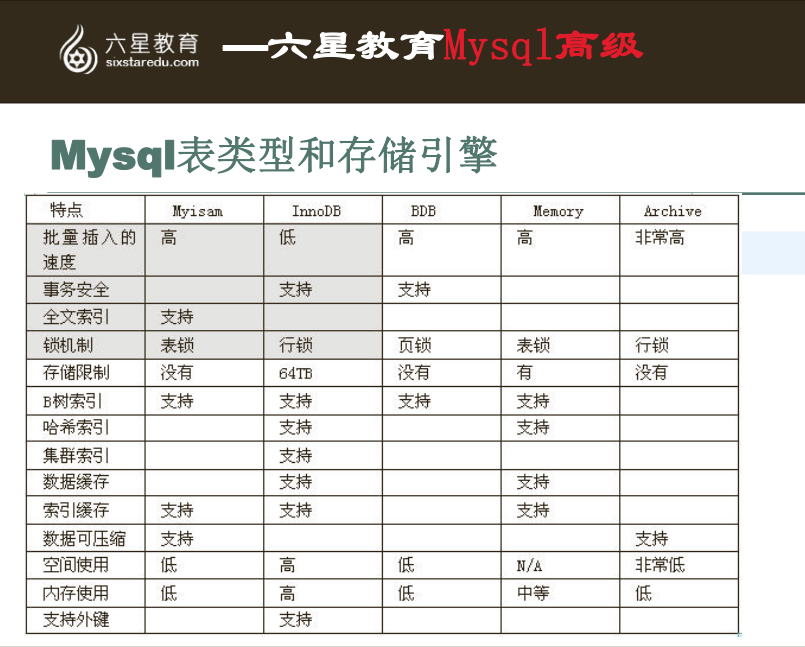 六星教育
sixstaredu.com
—六星教育Mysql高级
Mysql表类型和存储引擎
特点 Myisam InnoDB BDB Memory Archive
批量插入的 高 低 高 高 非常高
速度
事务安全 支持 支持
全文索引 支持
锁机制 表锁 行锁 页锁 表锁 行锁
存储限制 没有 64TB 没有 有 没有
B树索引 支持 支持 支持 支持
哈希索引 支持 支持
集群索引 支持
数据缓存 支持 支持
索引缓存 支持 支持 支持
数据可压缩 支持 支持
空间使用 低 高 低 N/A 非常低
内存使用 低 高 低 中等 低
支持外键 支持